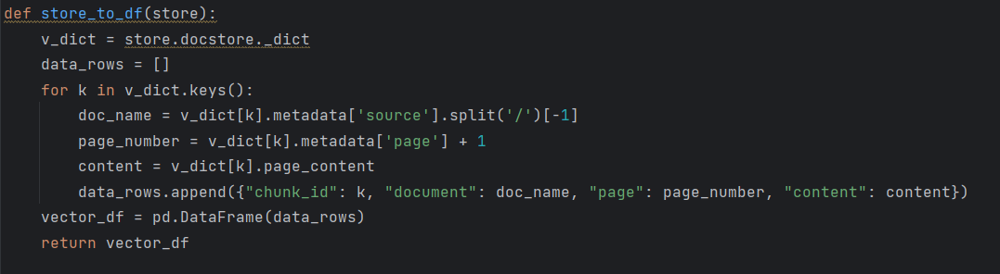 def store_to_df(store):
    v_dict = store.docstore._dict
    data_rows = []
    for k in v_dict.keys():
        doc_name = v_dict[k].metadata['source'].split('/')[-1]
        page_number = v_dict[k].metadata['page'] + 1
        content = v_dict[k].page_content
        data_rows.append({"chunk_id": k, "document": doc_name, "page": page_number, "content": content})
    vector_df = pd.DataFrame(data_rows)
    return vector_df